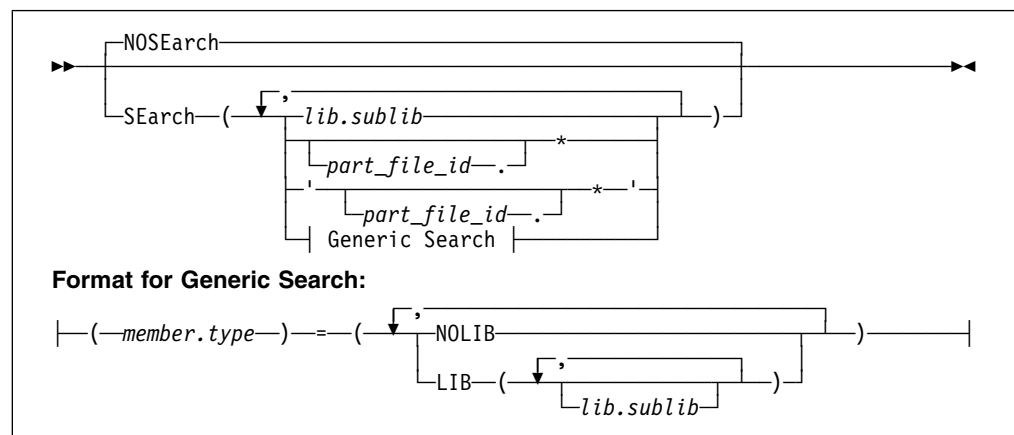 NOSEarch
,
SEarch ( lib.sublib )
*
part_file_id .
' * '
part_file_id .
Generic Search
Format for Generic Search:
,
( member.type ) = ( NOLIB )
,
LIB ( )
lib.sublib